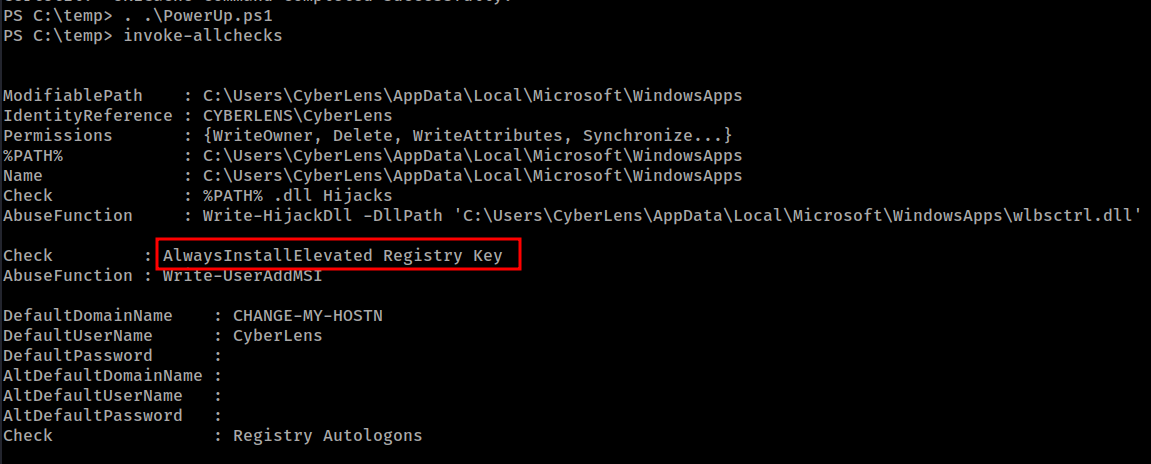 PS C:\temp> . .\PowerUp.ps1
PS C:\temp> invoke-allchecks
ModifiablePath    : C:\Users\CyberLens\AppData\Local\Microsoft\WindowsApps
IdentityReference : CYBERLENS\CyberLens
Permissions       : {WriteOwner, Delete, WriteAttributes, Synchronize...}
%PATH%            : C:\Users\CyberLens\AppData\Local\Microsoft\WindowsApps
Name              : C:\Users\CyberLens\AppData\Local\Microsoft\WindowsApps
Check             : %PATH% .dll Hijacks
AbuseFunction     : Write-HijackDll -DllPath 'C:\Users\CyberLens\AppData\Local\Microsoft\WindowsApps\wlbsctrl.dll'
Check         : AlwaysInstallElevated Registry Key
AbuseFunction : Write-UserAddMSI
DefaultDomainName    : CHANGE-MY-HOSTN
DefaultUserName      : CyberLens
DefaultPassword      :
AltDefaultDomainName :
AltDefaultUserName   :
AltDefaultPassword   :
Check                : Registry Autologons